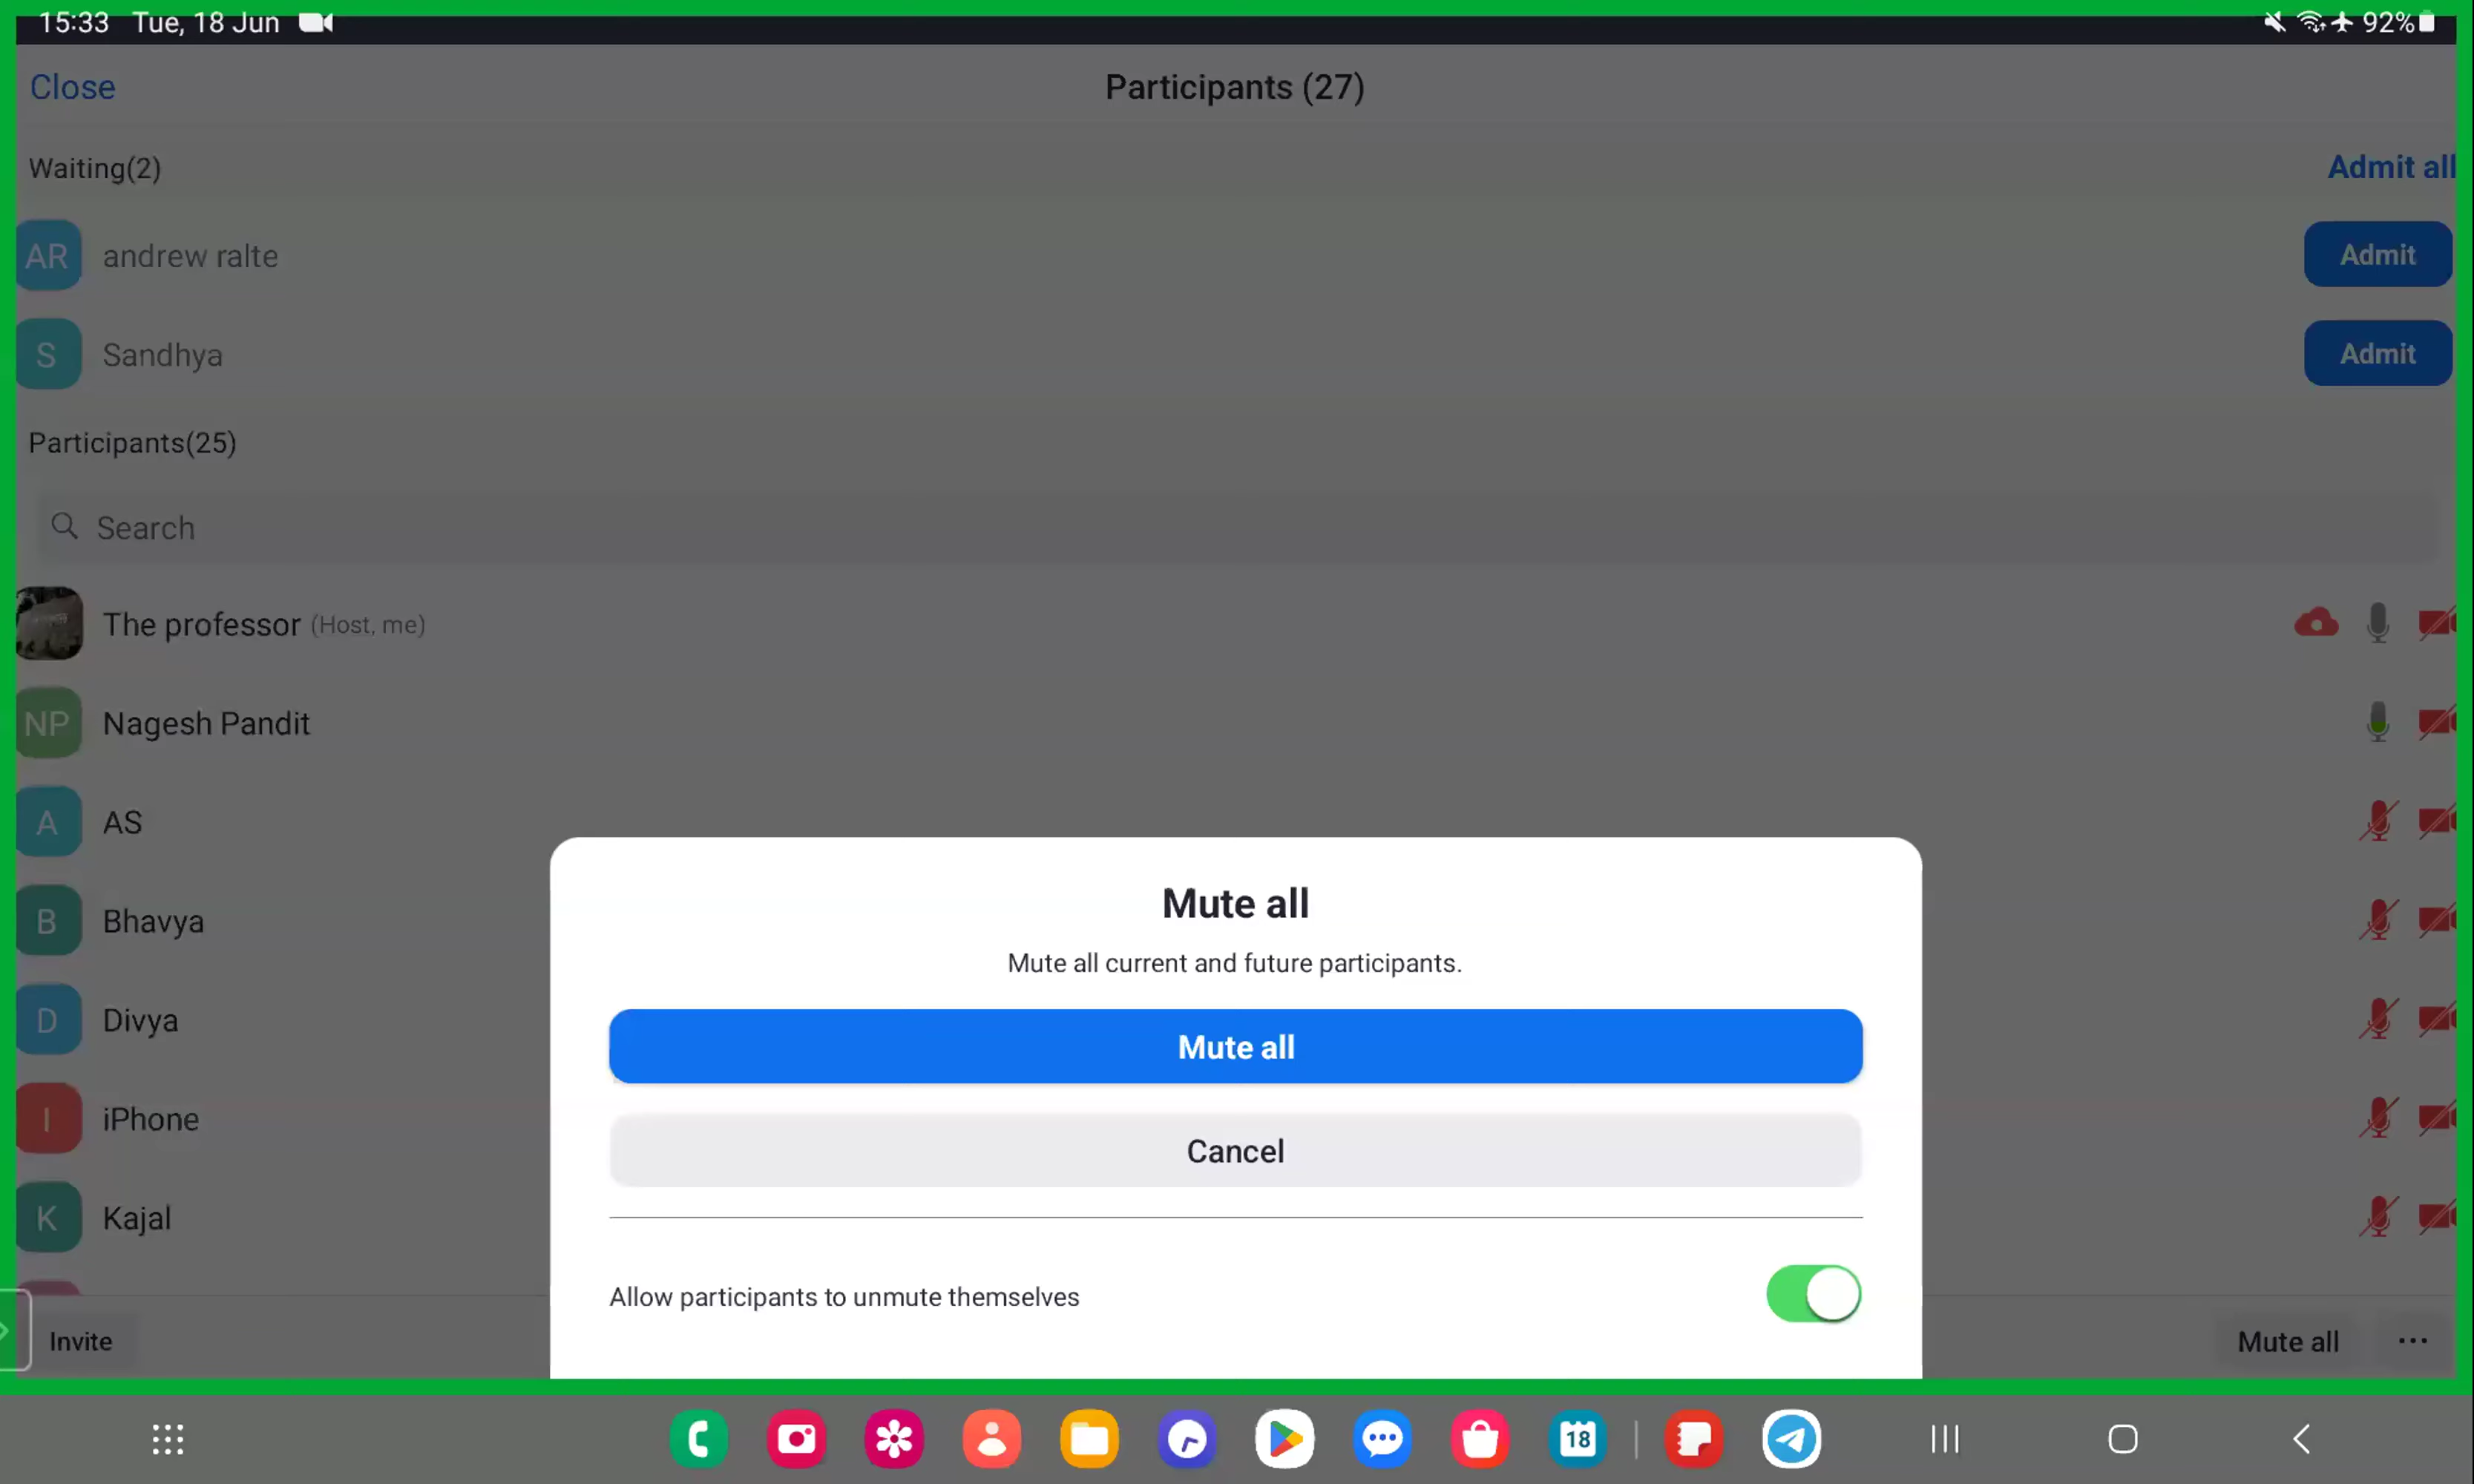 15:33 Tue, 18 Jun 92%
Close Participants (27)
Waiting(2) Admit all
AR andrew ralte Admit
S Sandhya Admit
Participants(25)
Search
The professor (Host, me)
NP Nagesh Pandit
A AS
B Bhavya
D Divya
I iPhone
K Kajal
Mute all
Mute all current and future participants.
Mute all
Cancel
Allow participants to unmute themselves
Invite Mute all ...
18